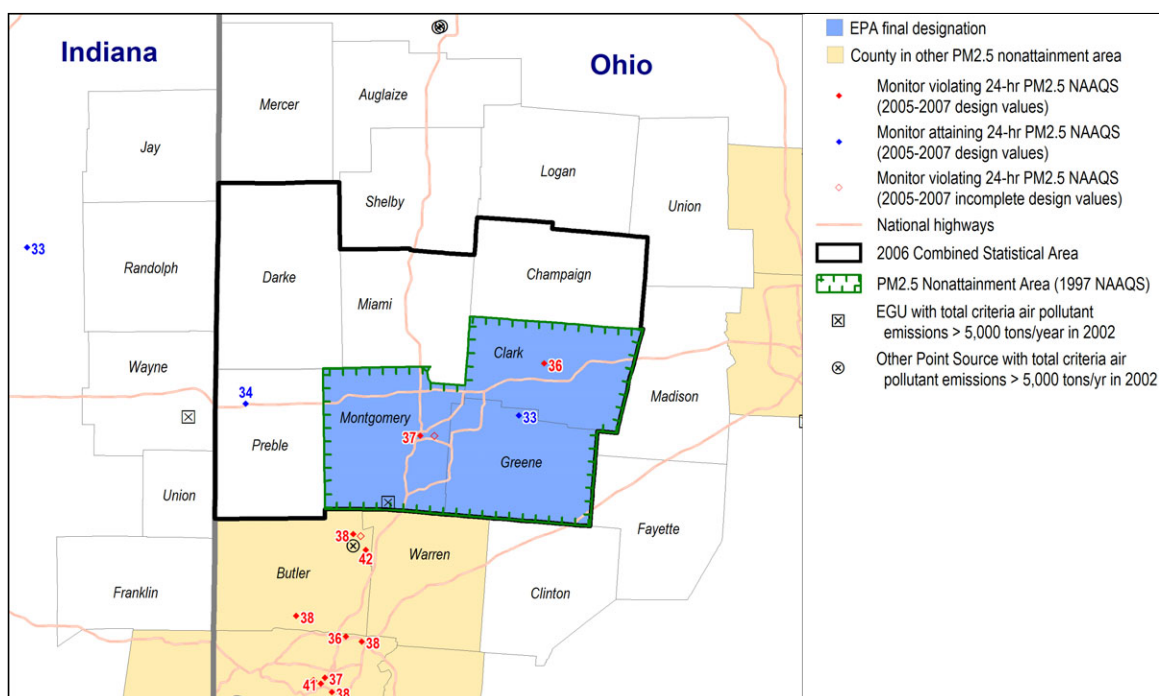 Indiana
Ohio
Mercer
Auglaize
Jay
Logan
Shelby
Union
33
Randolph
Darke
Champaign
Miami
Clark
Wayne
36
34
Madison
Montgomery
33
37
Preble
Greene
Union
Fayette
38
42
Warren
Butler
Franklin
Clinton
38
36
38
37
41
38
EPA final designation
County in other PM2.5 nonattainment area
Monitor violating 24-hr PM2.5 NAAQS
(2005-2007 design values)
Monitor attaining 24-hr PM2.5 NAAQS
(2005-2007 design values)
Monitor violating 24-hr PM2.5 NAAQS
(2005-2007 incomplete design values)
National highways
2006 Combined Statistical Area
PM2.5 Nonattainment Area (1997 NAAQS)
EGU with total criteria air pollutant
emissions > 5,000 tons/year in 2002
Other Point Source with total criteria air
pollutant emissions > 5,000 tons/yr in 2002